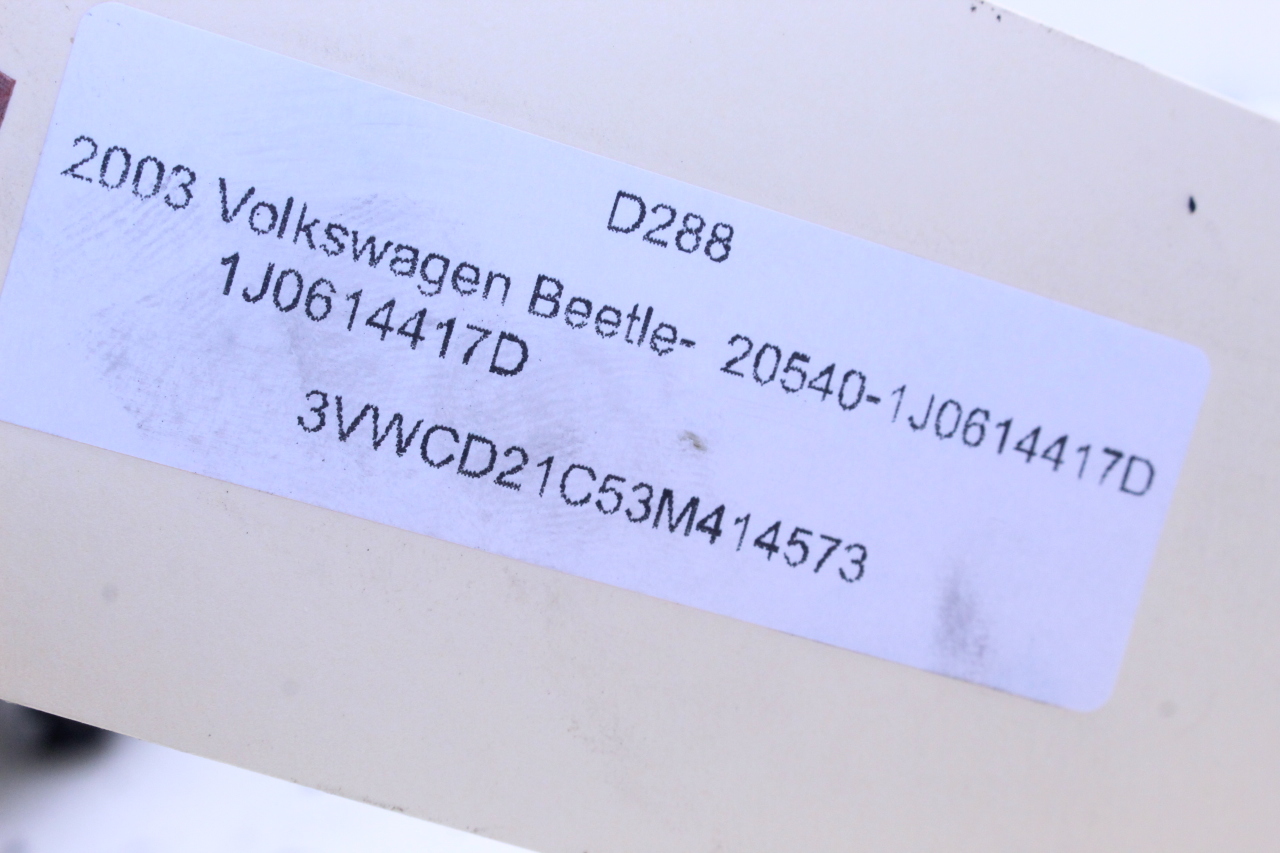 D288
2003 Volkswagen Beetle- 20540-1J0614417D
1J0614417D
3VWCD21C53M414573